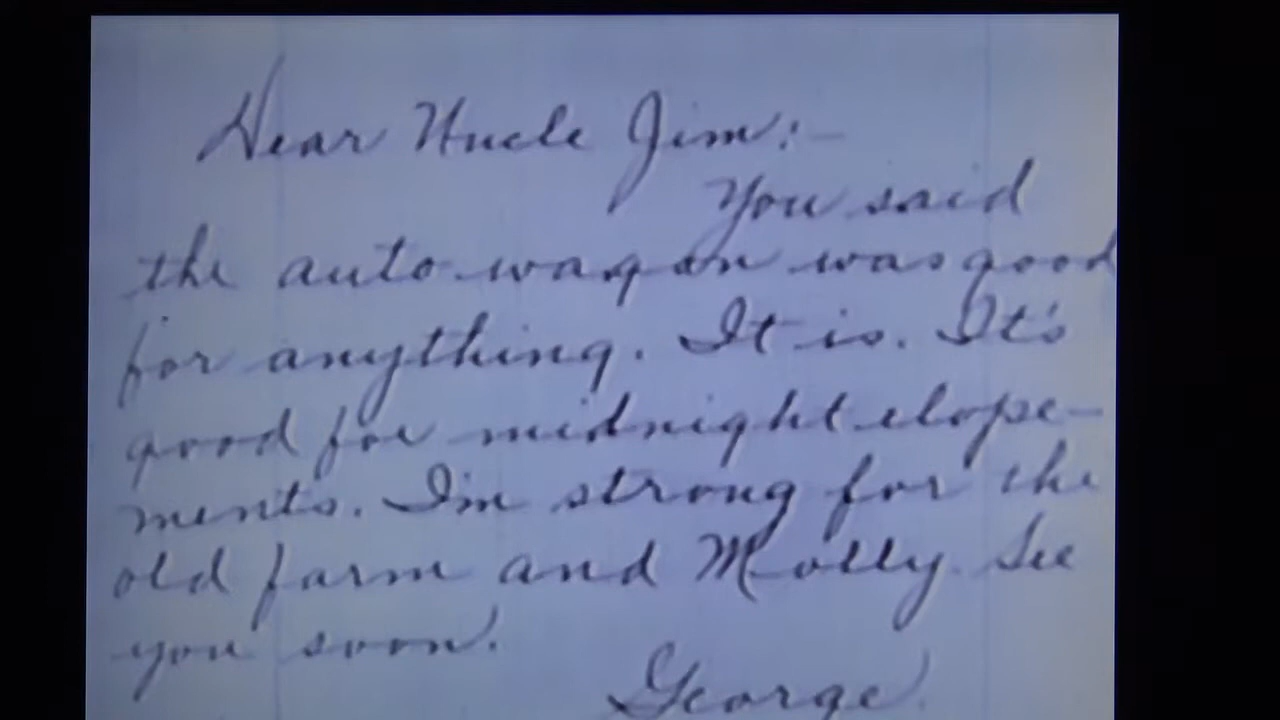 Dear Uncle Jim:—
You said
the auto wagon was good
for anything. It is. It's
good for midnight elope-
ments. I'm strong for the
old farm and Molly. See
you soon.
George.